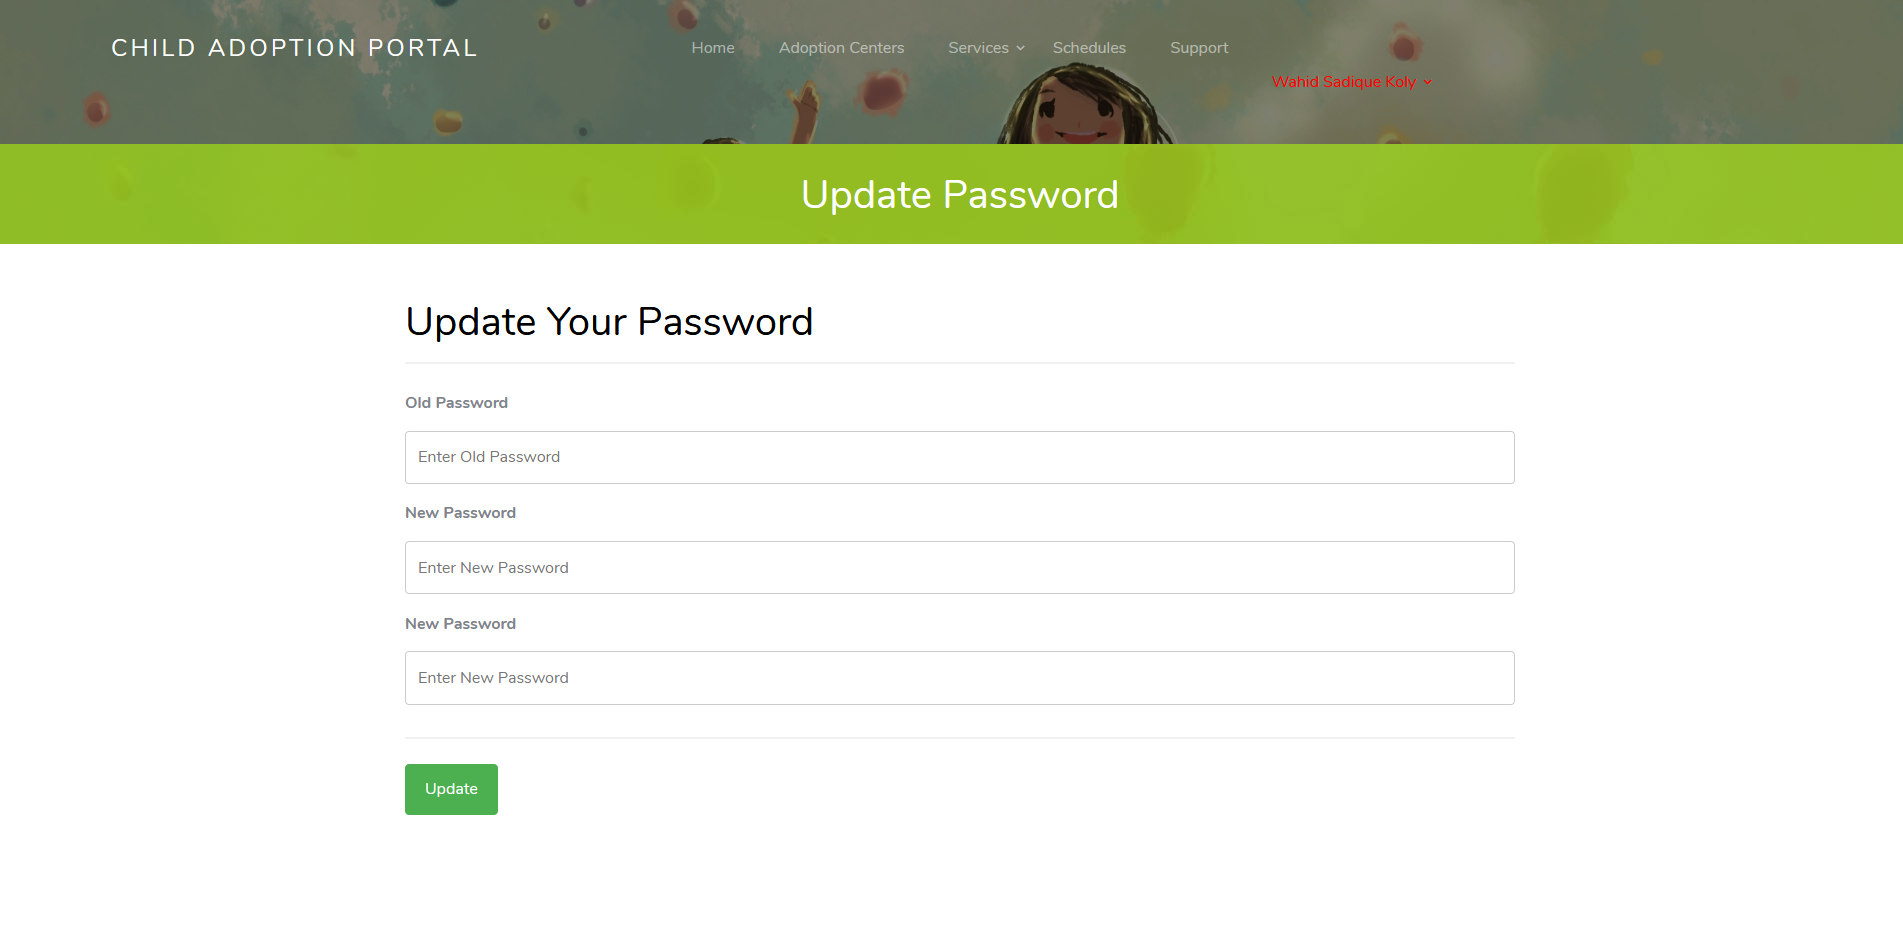 CHILD ADOPTION PORTAL
Home Adoption Centers Services Schedules Support
Wahid Sadique Koly
Update Password
Update Your Password
Old Password
Enter Old Password
New Password
Enter New Password
New Password
Enter New Password
Update